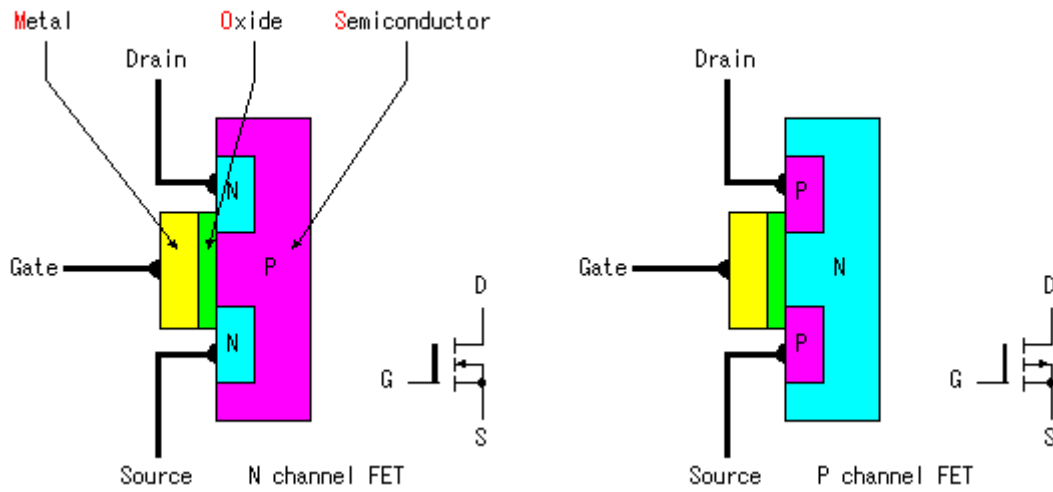 Metal Oxide Semiconductor
Drain
N
Gate
P
N
D
G
S
Source
N channel FET
Drain
P
Gate
N
P
D
G
S
Source
P channel FET